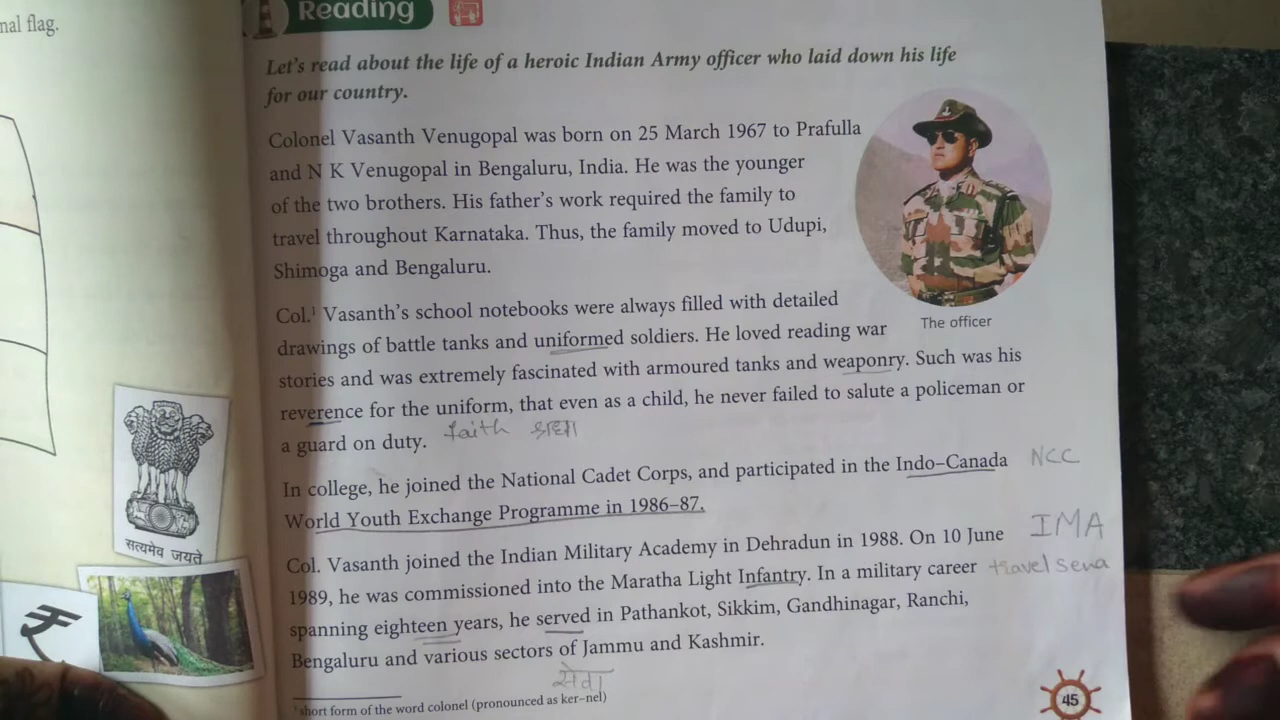 nal flag.
Reading
Let's read about the life of a heroic Indian Army officer who laid down his life
for our country.
Colonel Vasanth Venugopal was born on 25 March 1967 to Prafulla
and N K Venugopal in Bengaluru, India. He was the younger
of the two brothers. His father's work required the family to
travel throughout Karnataka. Thus, the family moved to Udupi,
Shimoga and Bengaluru.
The officer
Col.¹ Vasanth's school notebooks were always filled with detailed
drawings of battle tanks and uniformed soldiers. He loved reading war
stories and was extremely fascinated with armoured tanks and weaponry. Such was his
reverence for the uniform, that even as a child, he never failed to salute a policeman or
a guard on duty. faith
In college, he joined the National Cadet Corps, and participated in the Indo–Canada NCC
World Youth Exchange Programme in 1986–87.
Col. Vasanth joined the Indian Military Academy in Dehradun in 1988. On 10 June IMA
1989, he was commissioned into the Maratha Light Infantry. In a military career travel sena
spanning eighteen years, he served in Pathankot, Sikkim, Gandhinagar, Ranchi,
Bengaluru and various sectors of Jammu and Kashmir.
सेवा
¹short form of the word colonel (pronounced as ker–nel)
45
सत्यमेव जयते
₹